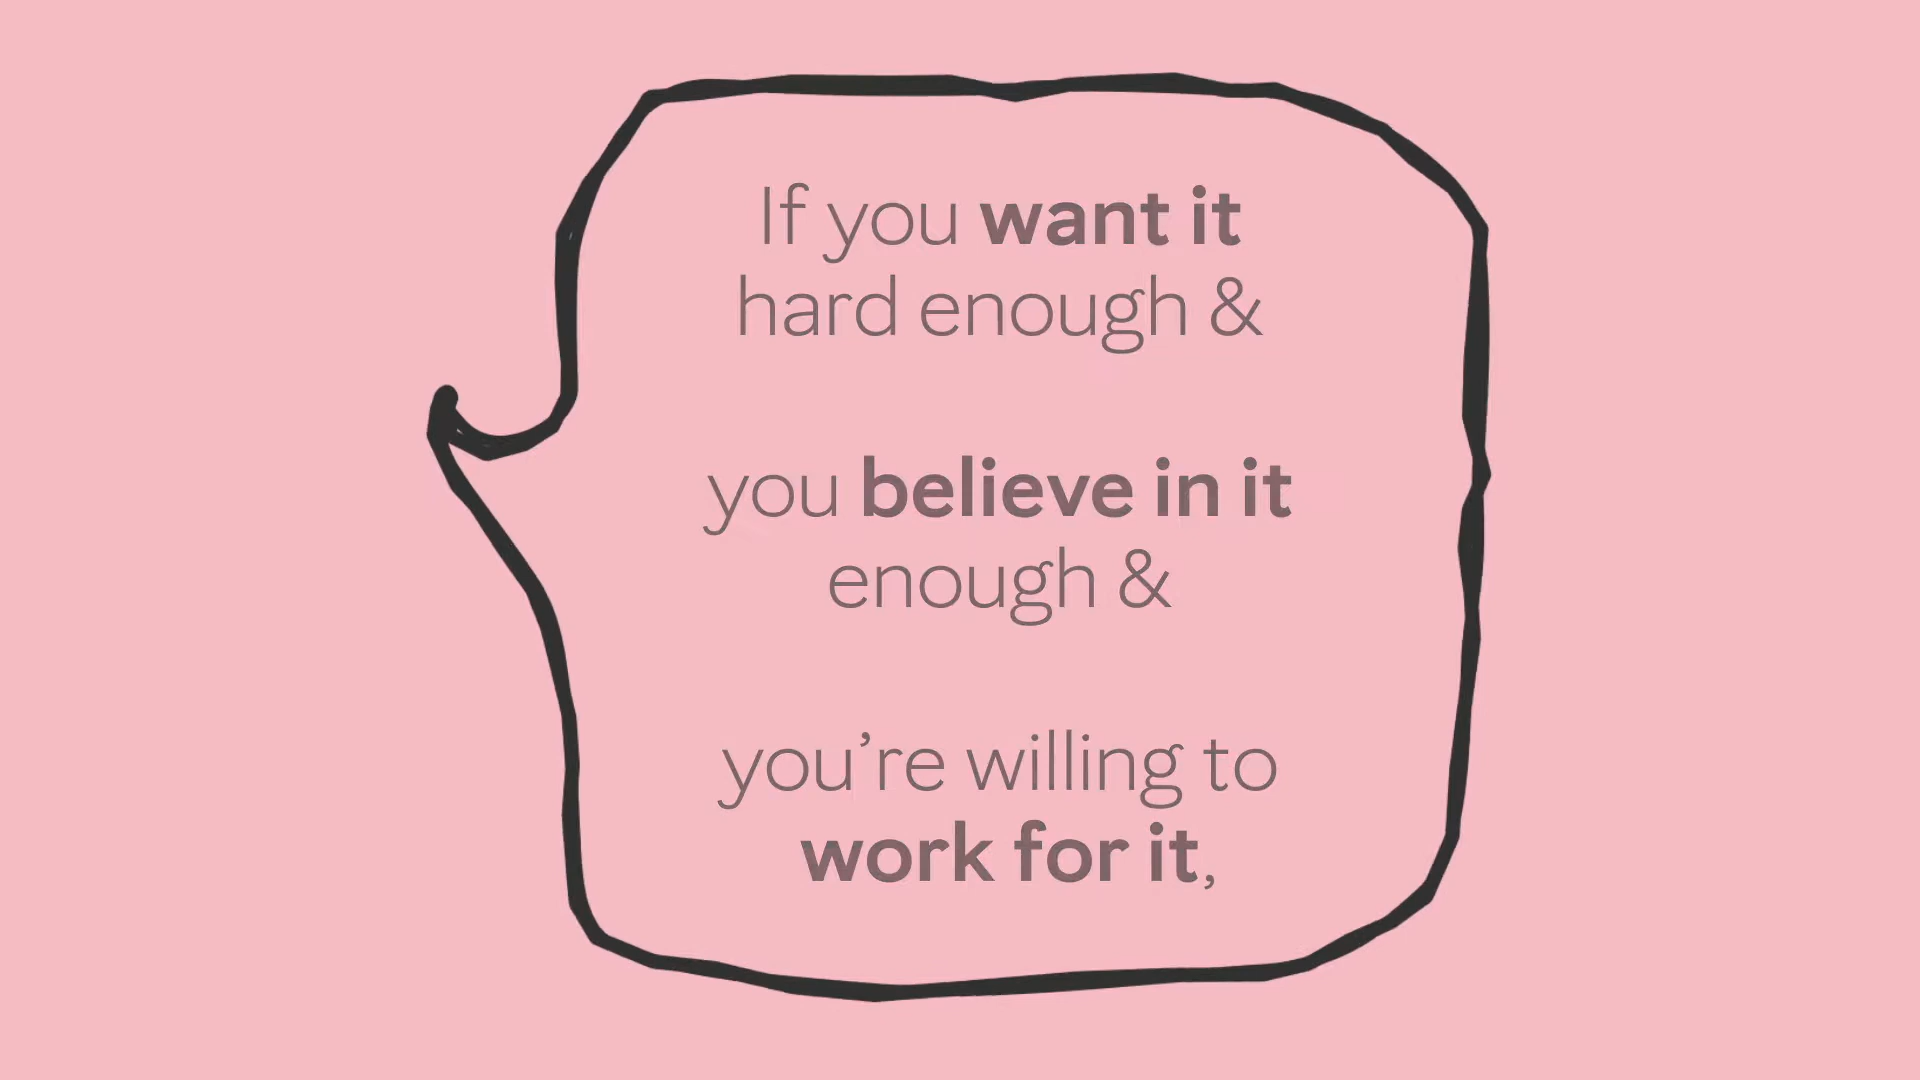 If you want it
hard enough &
you believe in it
enough &
you’re willing to
work for it,